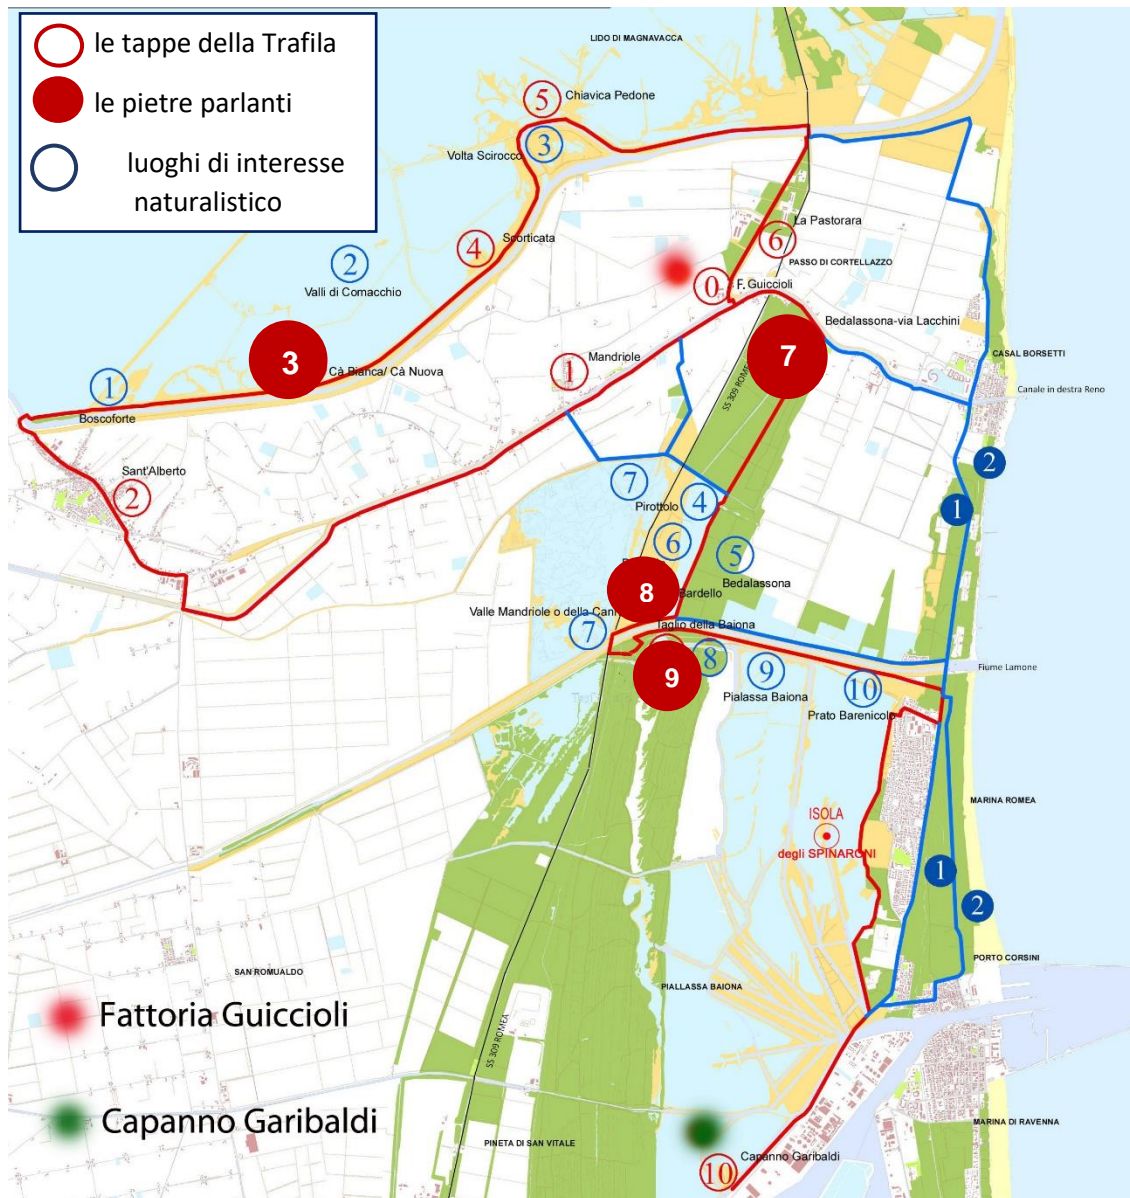 le tappe della Trafila
le pietre parlanti
luoghi di interesse
naturalistico
LIDO DI MAGNAVACCA
5
Chiavica Pedone
3
Volta Scirocco
La Pastorara
6
4
Scorticata
2
Valli di Comacchio
PASSO DI CORTELLAZZO
0
F. Guiccioli
Bedalassona-via Lacchini
CASAL BORSETTI
Canale in destra Reno
Mandriole
1
3
Cà Bianca/ Cà Nuova
7
SS 309 ROMEA
1
Boscoforte
Sant'Alberto
2
2
1
7
Pirottolo
4
6
5
Bedalassona
8
Bardello
Valle Mandriole o della Cann
7
Taglio della Baiona
8
9
9
Pialassa Baiona
10
Prato Barenicolo
Fiume Lamone
MARINA ROMEA
ISOLA
degli SPINARONI
1
2
PORTO CORSINI
SAN ROMUALDO
PIALLASSA BAIONA
Fattoria Guiccioli
SS 309 ROMEA
Capanno Garibaldi
PINETA DI SAN VITALE
MARINA DI RAVENNA
Capanno Garibaldi
10